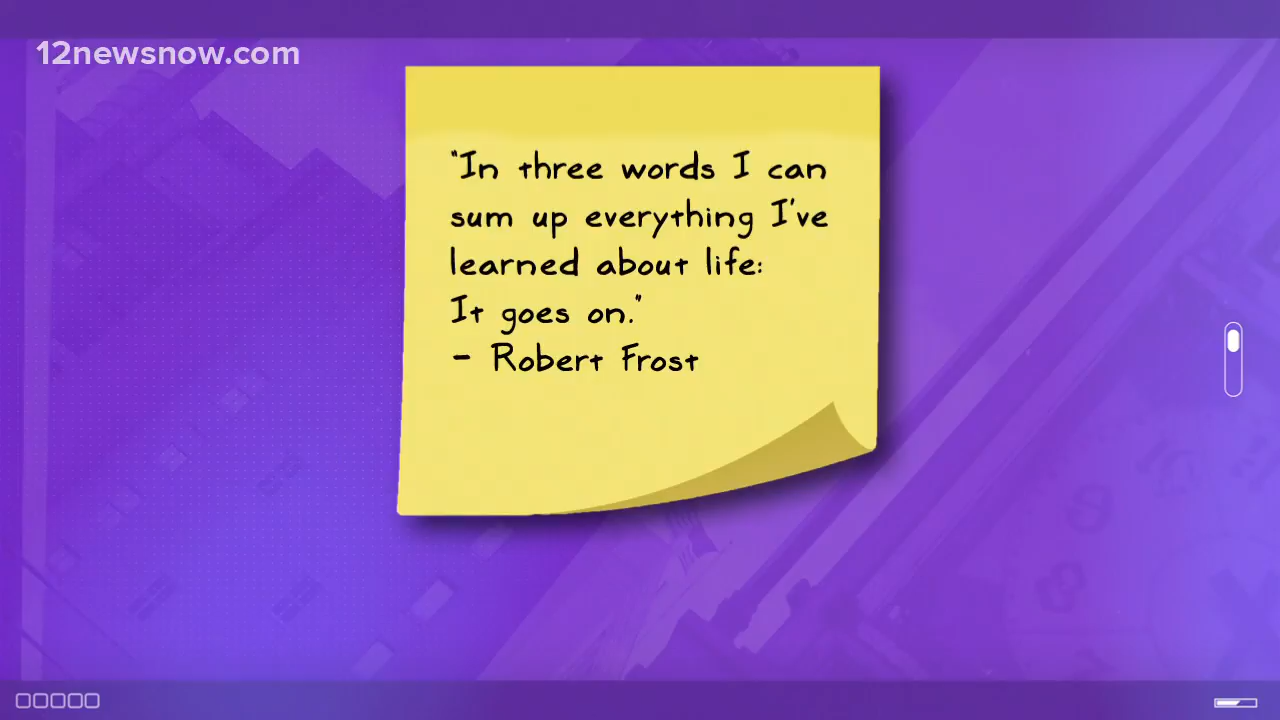 12newsnow.com
"In three words I can
sum up everything I've
learned about life:
It goes on."
- Robert Frost